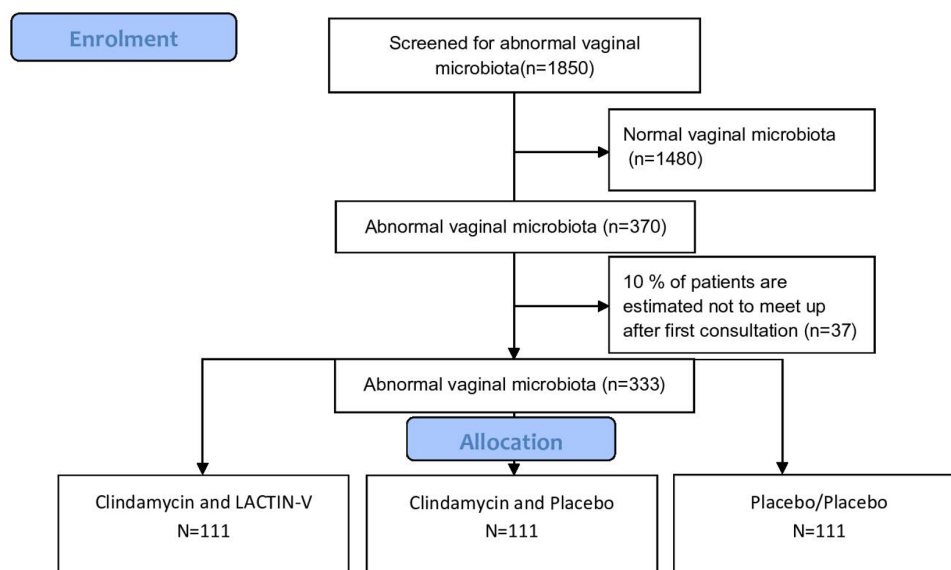 Enrolment
Screened for abnormal vaginal
microbiota(n=1850)
Normal vaginal microbiota
(n=1480)
Abnormal vaginal microbiota (n=370)
10 % of patients are
estimated not to meet up
after first consultation (n=37)
Abnormal vaginal microbiota (n=333)
Allocation
Clindamycin and LACTIN-V
N=111
Clindamycin and Placebo
N=111
Placebo/Placebo
N=111